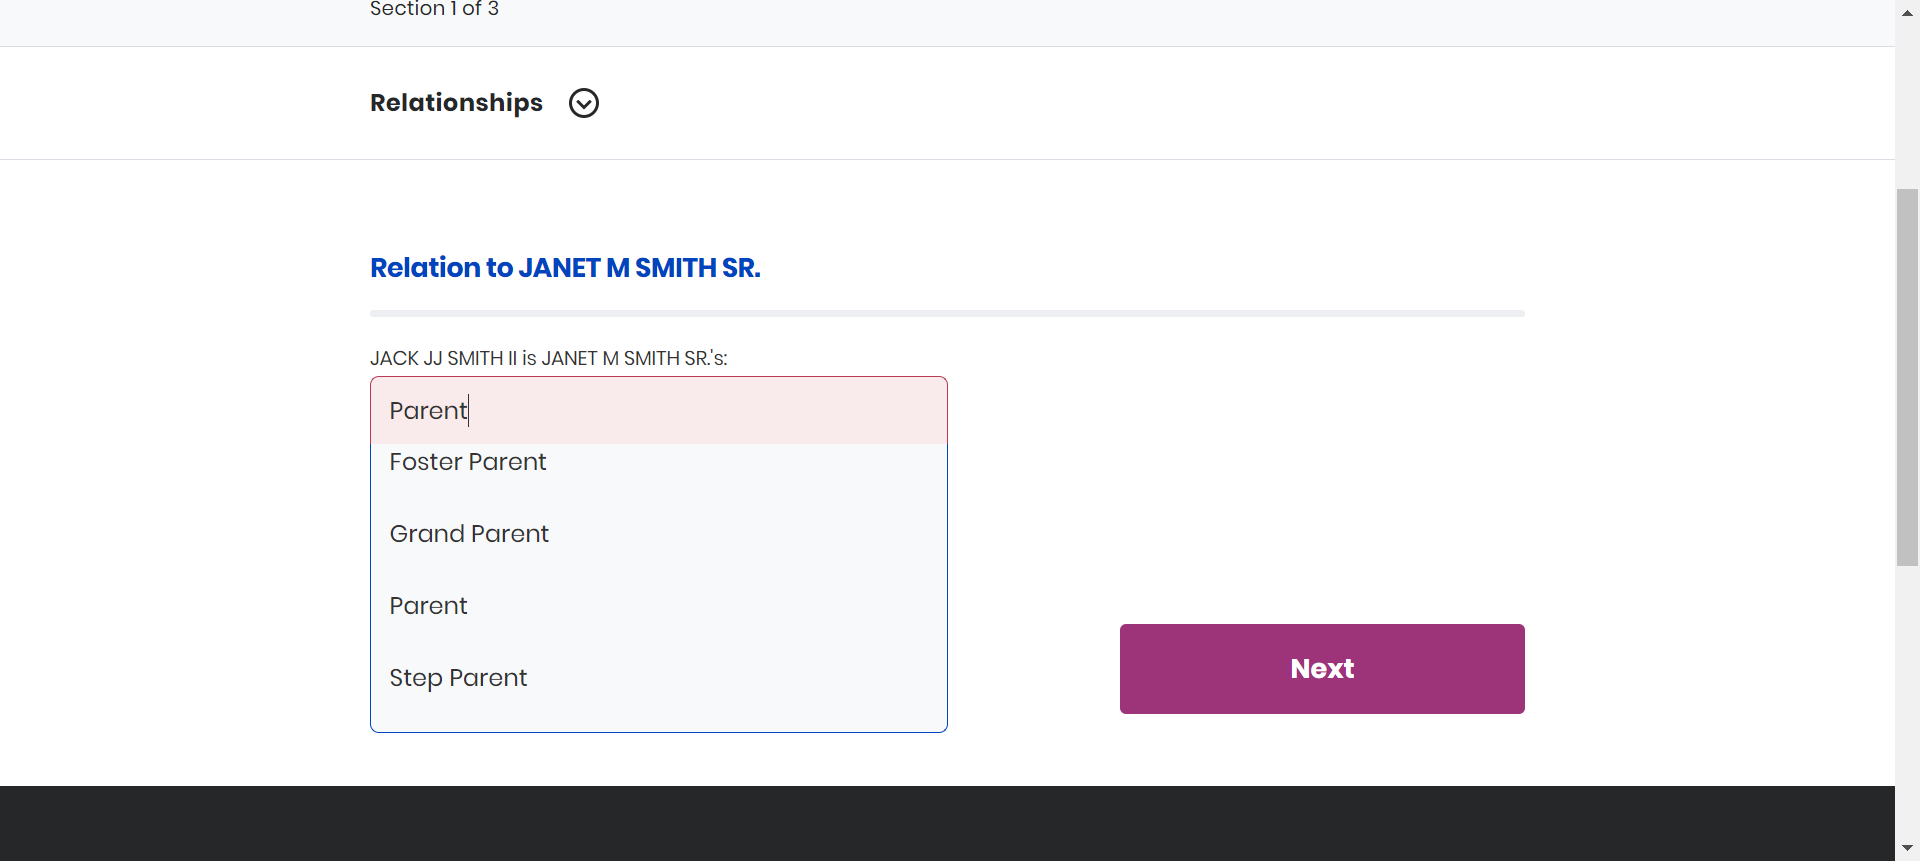 Section 1 of 3
Relationships
Relation to JANET M SMITH SR.
JACK JJ SMITH II is JANET M SMITH SR.'s:
Parent
Foster Parent
Grand Parent
Parent
Step Parent
Next